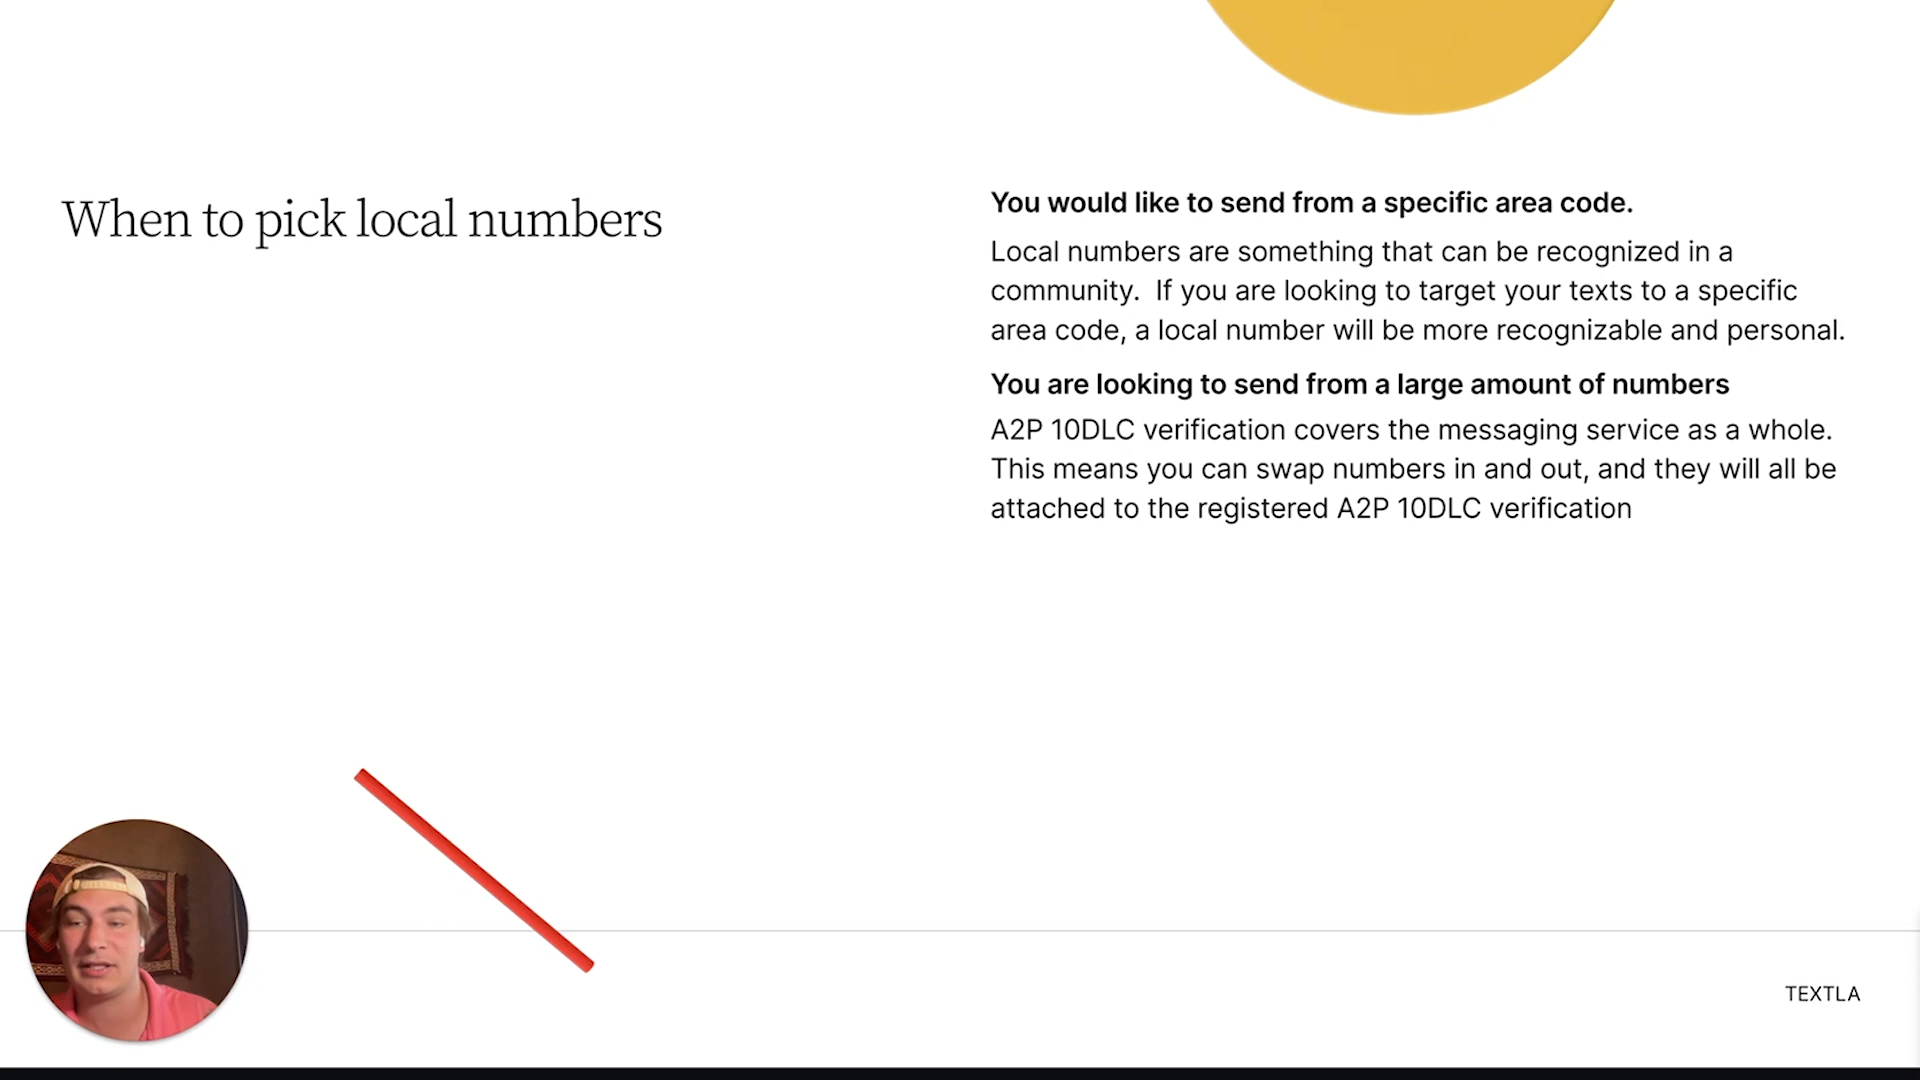 When to pick local numbers
You would like to send from a specific area code.
Local numbers are something that can be recognized in a
community.  If you are looking to target your texts to a specific
area code, a local number will be more recognizable and personal.
You are looking to send from a large amount of numbers
A2P 10DLC verification covers the messaging service as a whole.
This means you can swap numbers in and out, and they will all be
attached to the registered A2P 10DLC verification
TEXTLA